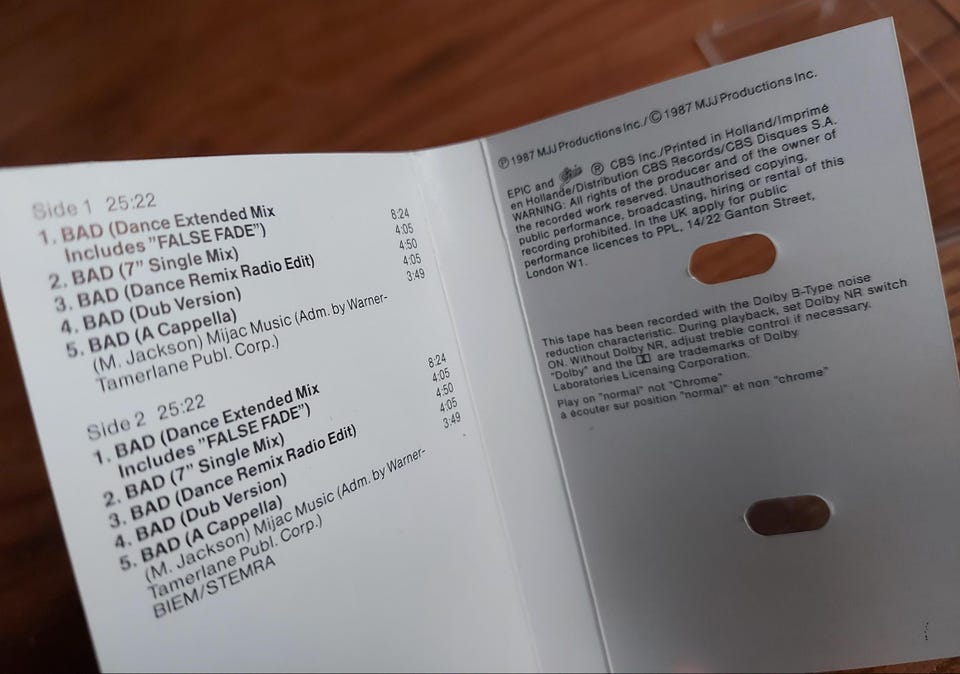 Side 1 25:22
1. BAD (Dance Extended Mix
Includes "FALSE FADE") 8:24
2. BAD (7" Single Mix) 4:05
3. BAD (Dance Remix Radio Edit) 4:50
4. BAD (Dub Version) 4:05
5. BAD (A Cappella) 3:49
(M. Jackson) Mijac Music (Adm. by Warner-
Tamerlane Publ. Corp.)
Side 2 25:22
1. BAD (Dance Extended Mix
Includes "FALSE FADE") 8:24
2. BAD (7" Single Mix) 4:05
3. BAD (Dance Remix Radio Edit) 4:50
4. BAD (Dub Version) 4:05
5. BAD (A Cappella) 3:49
(M. Jackson) Mijac Music (Adm. by Warner-
Tamerlane Publ. Corp.)
BIEM/STEMRA
℗ 1987 MJJ Productions Inc./ © 1987 MJJ Productions Inc.
EPIC and Epic ® CBS Inc./Printed in Holland/Imprimé
en Hollande/Distribution CBS Records/CBS Disques S.A.
WARNING: All rights of the producer and of the owner of
the recorded work reserved. Unauthorised copying,
public performance, broadcasting, hiring or rental of this
recording prohibited. In the UK apply for public
performance licences to PPL, 14/22 Ganton Street,
London W1.
This tape has been recorded with the Dolby B-Type noise
reduction characteristic. During playback, set Dolby NR switch
ON. Without Dolby NR, adjust treble control if necessary.
"Dolby" and the are trademarks of Dolby
Laboratories Licensing Corporation.
Play on "normal" not "Chrome"
à écouter sur position "normal" et non "chrome"